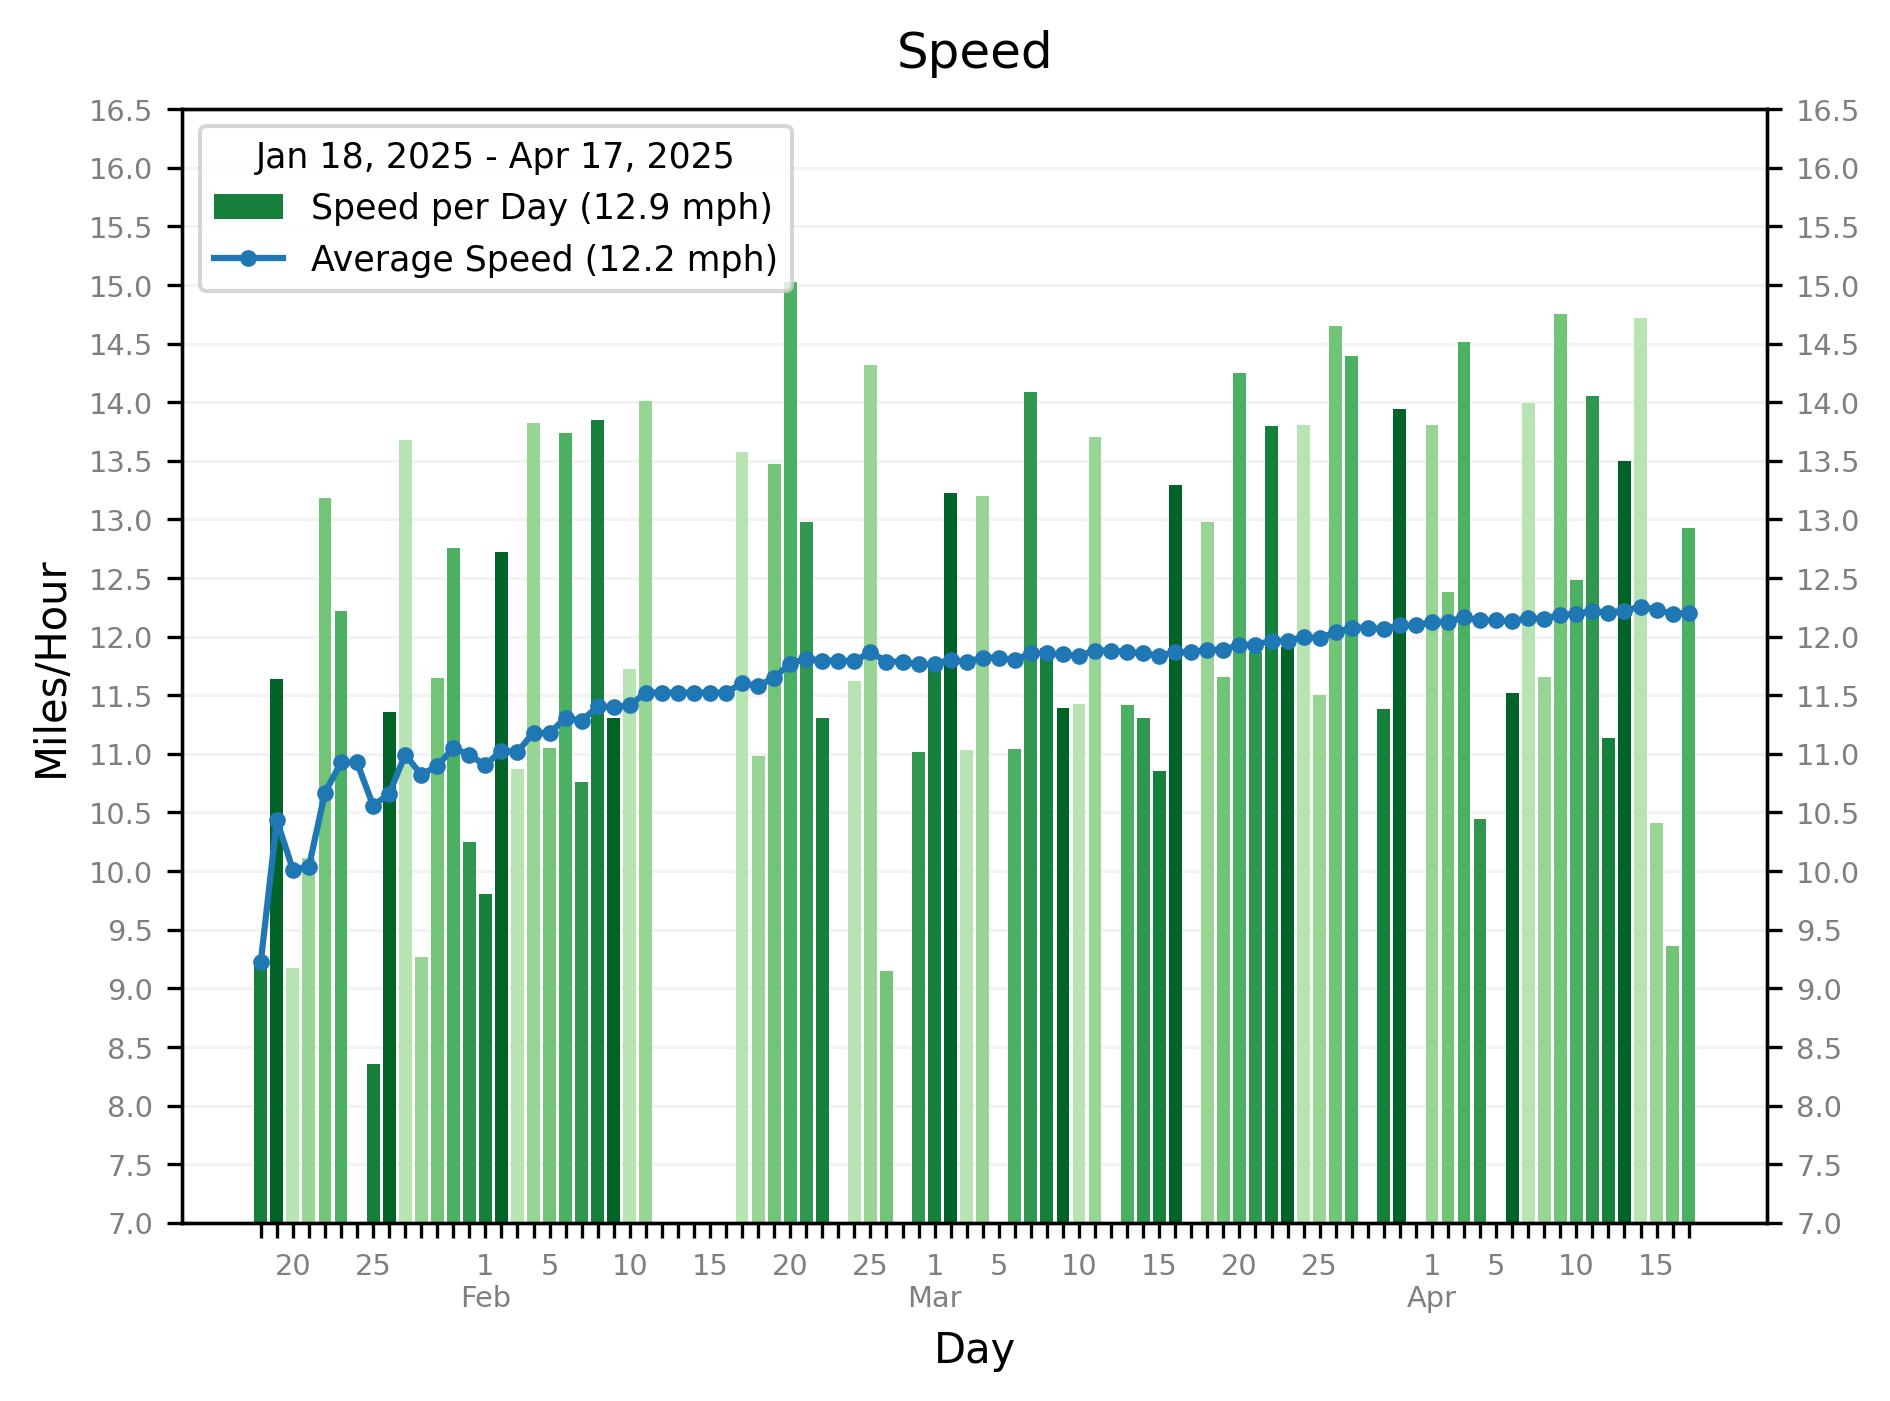 Speed
Jan 18, 2025 - Apr 17, 2025
Speed per Day (12.9 mph)
Average Speed (12.2 mph)
16.5 16.5
16.0 16.0
15.5 15.5
15.0 15.0
14.5 14.5
14.0 14.0
13.5 13.5
13.0 13.0
12.5 12.5
12.0 12.0
11.5 11.5
11.0 11.0
10.5 10.5
10.0 10.0
9.5 9.5
9.0 9.0
8.5 8.5
8.0 8.0
7.5 7.5
7.0 7.0
Miles/Hour
20 25 1 5 10 15 20 25 1 5 10 15 20 25 1 5 10 15
Feb Mar Apr
Day